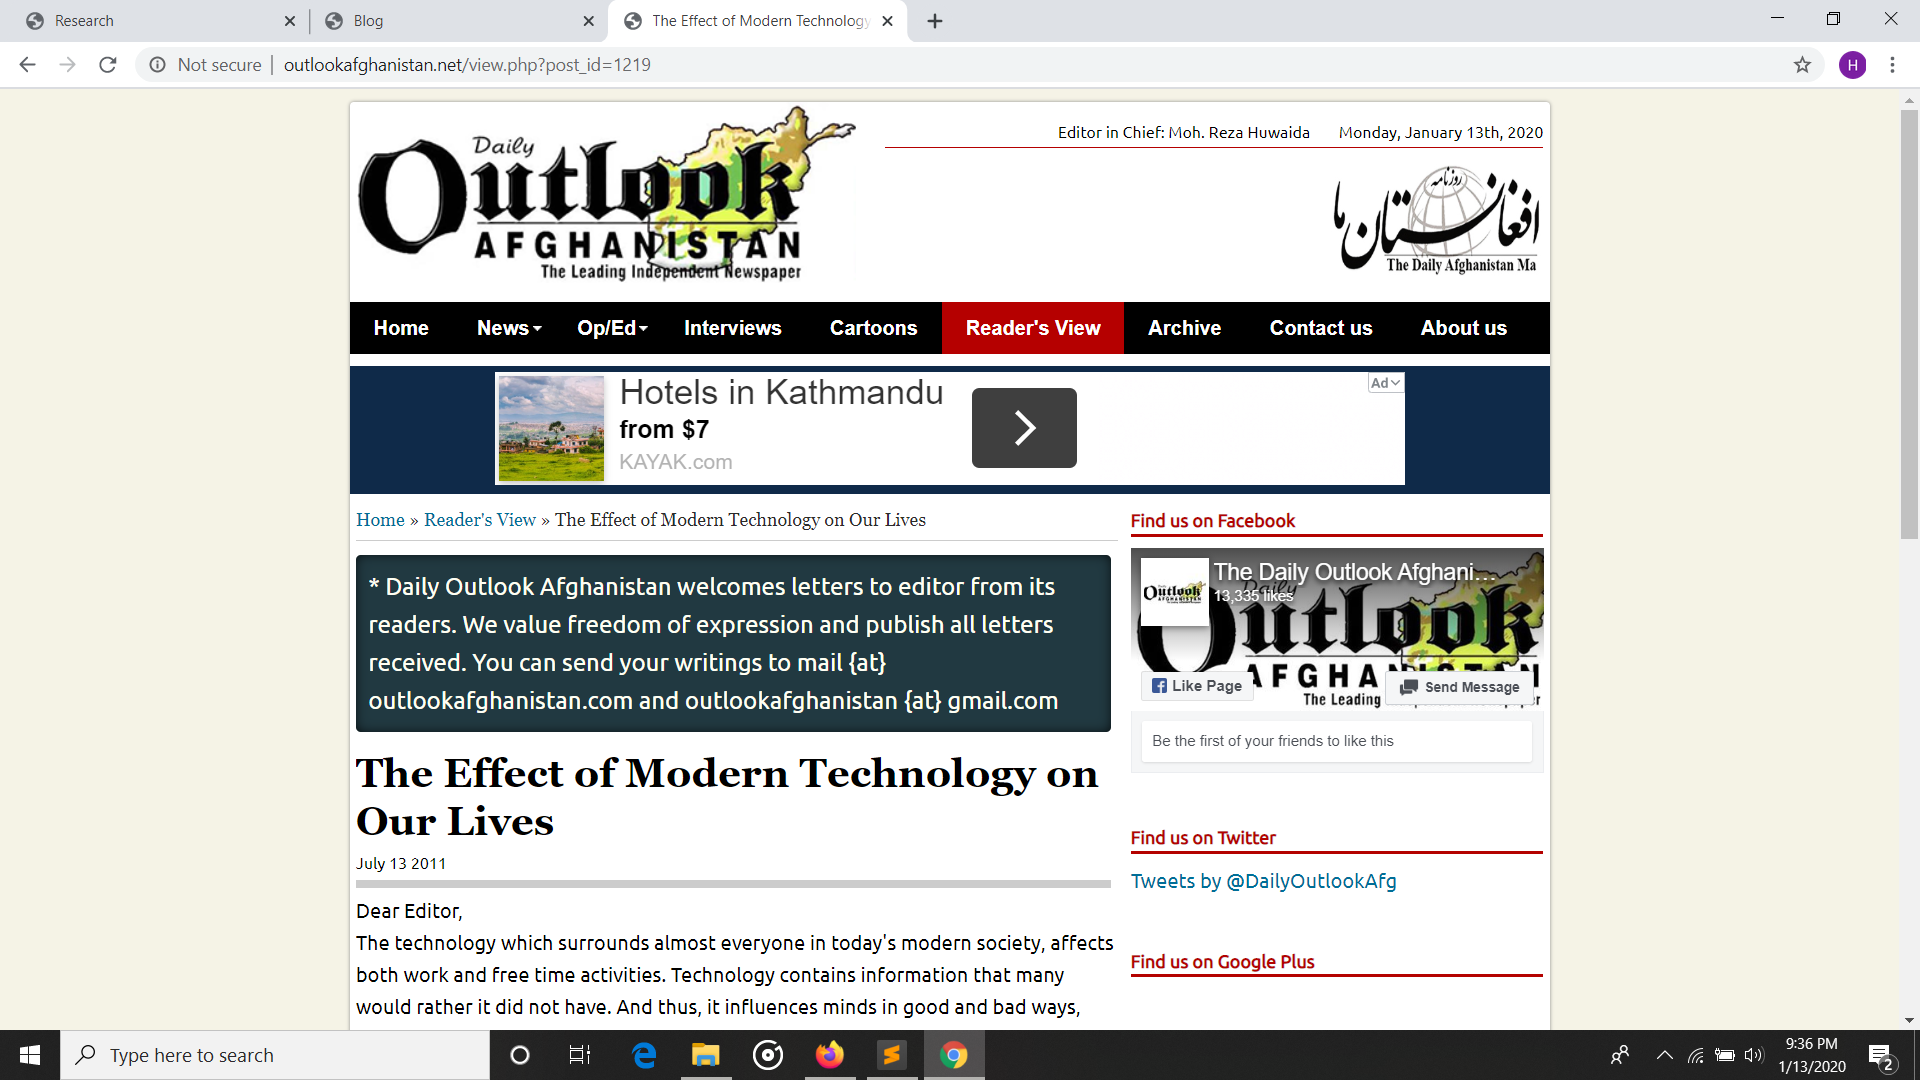 Research
Blog
The Effect of Modern Technology
Not secure
outlookafghanistan.net/view.php?post_id=1219
H
Daily
Outlook
AFGHANISTAN
The Leading Independent Newspaper
Editor in Chief: Moh. Reza Huwaida Monday, January 13th, 2020
روزنامه
افغانستان ما
The Daily Afghanistan Ma
Home News Op/Ed Interviews Cartoons Reader's View Archive Contact us About us
Hotels in Kathmandu
from $7
KAYAK.com
Ad
Home » Reader's View » The Effect of Modern Technology on Our Lives
* Daily Outlook Afghanistan welcomes letters to editor from its
readers. We value freedom of expression and publish all letters
received. You can send your writings to mail {at}
outlookafghanistan.com and outlookafghanistan {at} gmail.com
The Effect of Modern Technology on
Our Lives
July 13 2011
Dear Editor,
The technology which surrounds almost everyone in today's modern society, affects
both work and free time activities. Technology contains information that many
would rather it did not have. And thus, it influences minds in good and bad ways,
Find us on Facebook
Daily
Outlook
AFGHANISTAN
The Daily Outlook Afghani...
13,335 likes
Outlook
AFGHANISTAN
The Leading
Like Page
Send Message
Be the first of your friends to like this
Find us on Twitter
Tweets by @DailyOutlookAfg
Find us on Google Plus
Type here to search
9:36 PM
1/13/2020
2